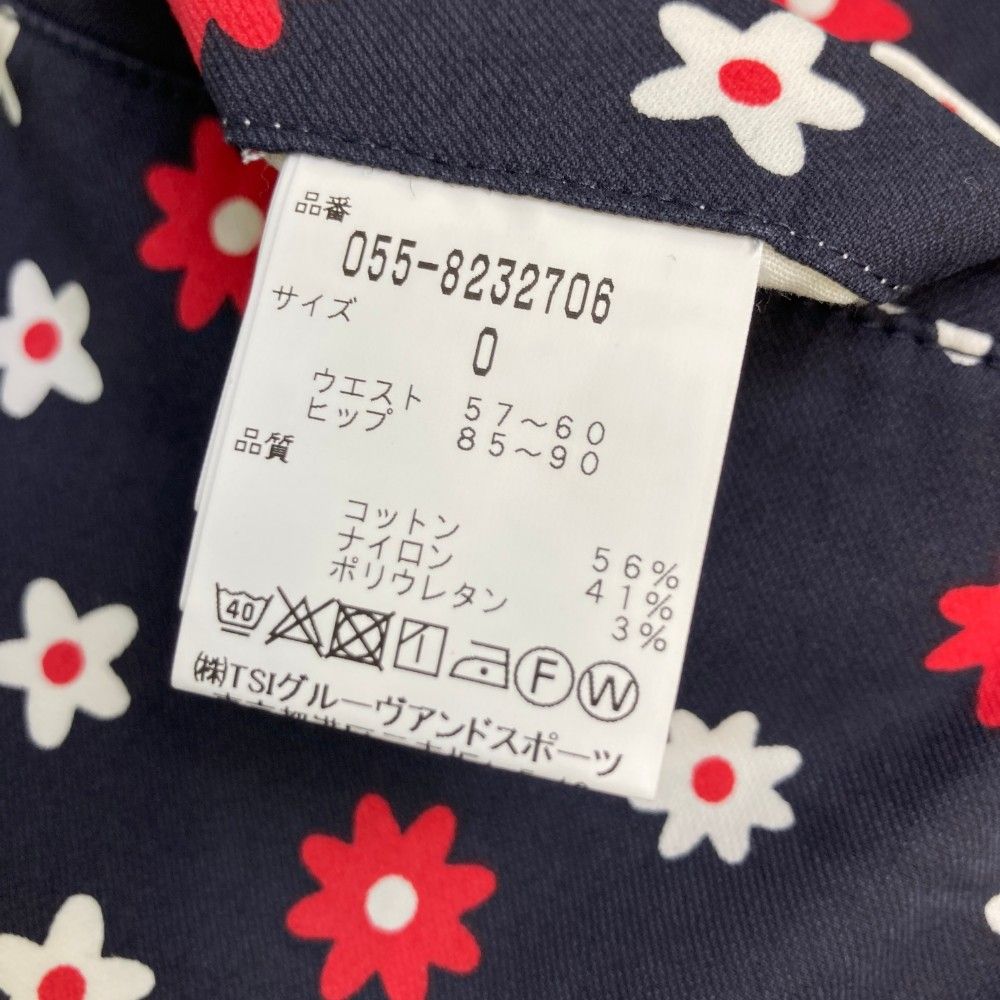 品番
055-8232706
サイズ
0
ウエスト 57～60
ヒップ 85～90
品質
コットン 56%
ナイロン 41%
ポリウレタン 3%
40
F W
㈱TSIグルーヴアンドスポーツ